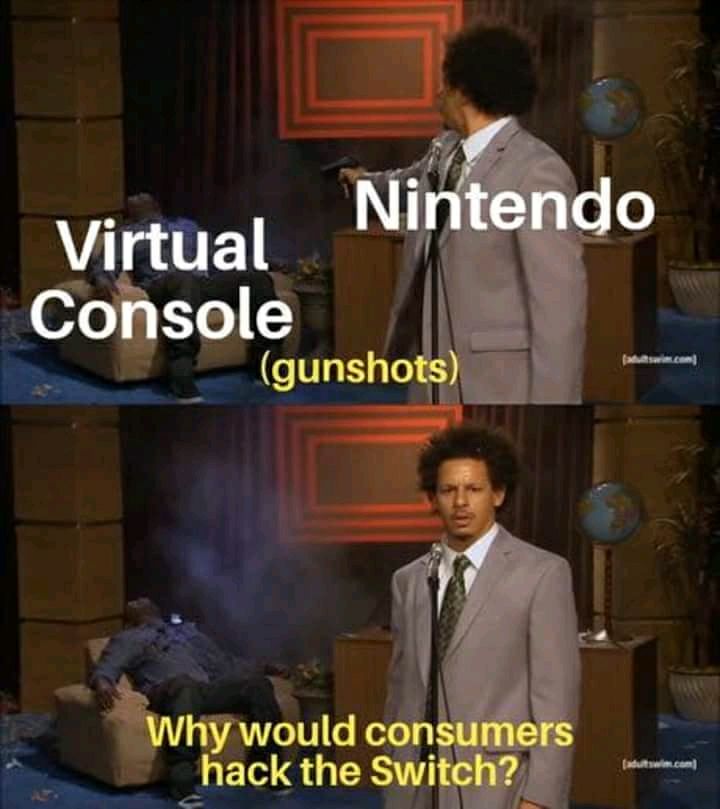 Nintendo
Virtual
Console
(gunshots)
[adultswim.com]
Why would consumers
hack the Switch?
[adultswim.com]